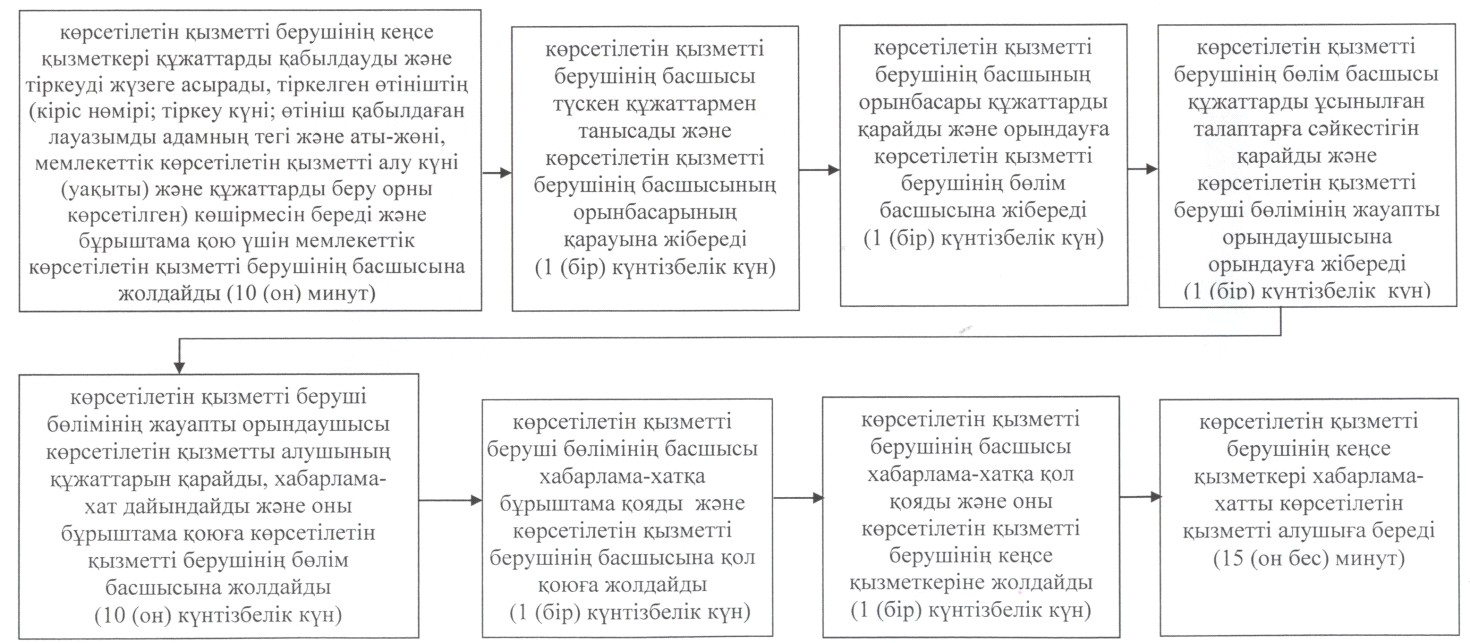 көрсетілетін қызметті берушінің кеңсе
қызметкері құжаттарды қабылдауды және
тіркеуді жүзеге асырады, тіркелген өтініштің
(кіріс нөмірі; тіркеу күні; өтініш қабылдаған
лауазымды адамның тегі және аты-жөні,
мемлекеттік көрсетілетін қызметті алу күні
(уақыты) және құжаттарды беру орны
көрсетілген) көшірмесін береді және
бұрыштама қою үшін мемлекеттік
көрсетілетін қызметті берушінің басшысына
жолдайды (10 (он) минут)
көрсетілетін қызметті
берушінің басшысы
түскен құжаттармен
танысады және
көрсетілетін қызметті
берушінің басшысының
орынбасарының
қарауына жібереді
(1 (бір) күнтізбелік күн)
көрсетілетін қызметті
берушінің басшының
орынбасары құжаттарды
қарайды және орындауға
көрсетілетін қызметті
берушінің бөлім
басшысына жібереді
(1 (бір) күнтізбелік күн)
көрсетілетін қызметті
берушінің бөлім басшысы
құжаттарды ұсынылған
талаптарға сәйкестігін
қарайды және
көрсетілетін қызметті
беруші бөлімінің жауапты
орындаушысына
орындауға жібереді
(1 (бір) күнтізбелік күн)
көрсетілетін қызметті беруші
бөлімінің жауапты орындаушысы
көрсетілетін қызметты алушының
құжаттарын қарайды, хабарлама-
хат дайындайды және оны
бұрыштама қоюға көрсетілетін
қызметті берушінің бөлім
басшысына жолдайды
(10 (он) күнтізбелік күн)
көрсетілетін қызметті
беруші бөлімінің басшысы
хабарлама-хатқа
бұрыштама қояды және
көрсетілетін қызметті
берушінің басшысына қол
қоюға жолдайды
(1 (бір) күнтізбелік күн)
көрсетілетін қызметті
берушінің басшысы
хабарлама-хатқа қол
қояды және оны
көрсетілетін қызметті
берушінің кеңсе
қызметкеріне жолдайды
(1 (бір) күнтізбелік күн)
көрсетілетін қызметті
берушінің кеңсе
қызметкері хабарлама-
хатты көрсетілетін
қызметті алушыға береді
(15 (он бес) минут)